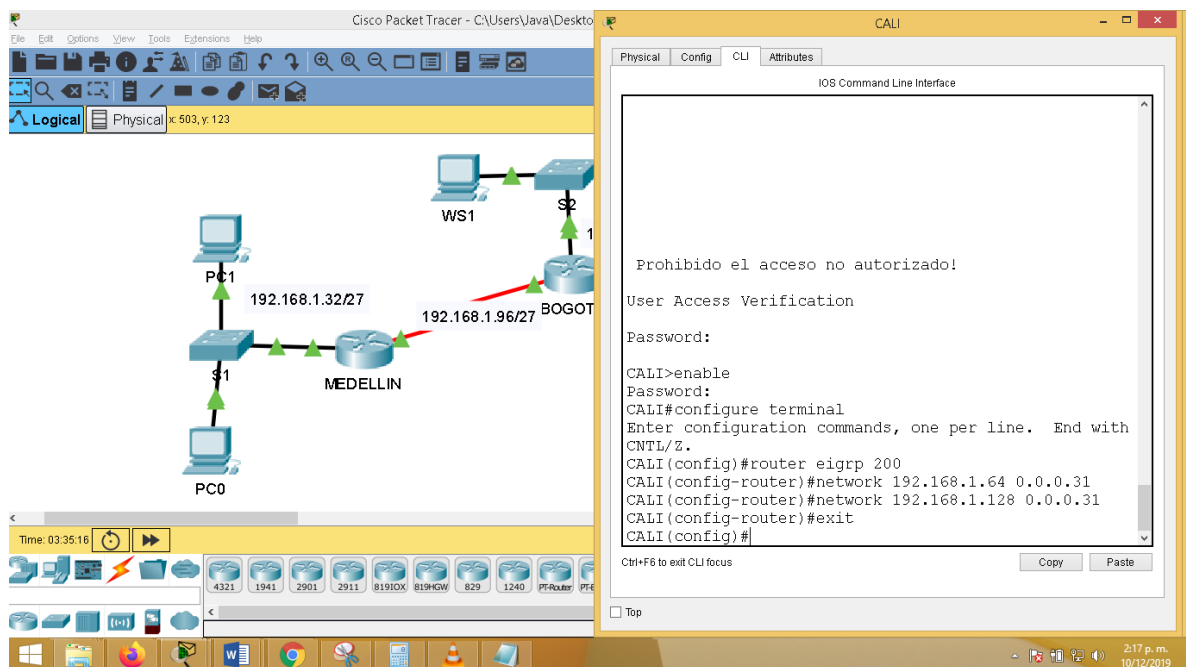 Cisco Packet Tracer - C:\Users\Java\Deskto
File Edit Options View Tools Extensions Help
Logical Physical x: 503, y: 123
WS1
S2
1
PC1
192.168.1.32/27
192.168.1.96/27
BOGOT
S1
MEDELLIN
PC0
Time: 03:35:16
4321 1941 2901 2911 819IOX 819HGW 829 1240 PT-Router PT-E
CALI
Physical Config CLI Attributes
IOS Command Line Interface
Prohibido el acceso no autorizado!
User Access Verification
Password:
CALI>enable
Password:
CALI#configure terminal
Enter configuration commands, one per line. End with
CNTL/Z.
CALI(config)#router eigrp 200
CALI(config-router)#network 192.168.1.64 0.0.0.31
CALI(config-router)#network 192.168.1.128 0.0.0.31
CALI(config-router)#exit
CALI(config)#
Ctrl+F6 to exit CLI focus
Copy Paste
Top
2:17 p. m.
10/12/2019